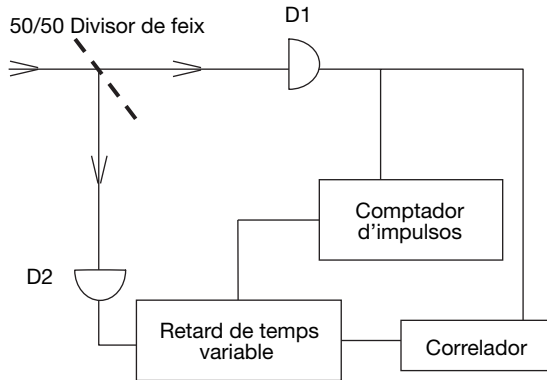 D1
50/50 Divisor de feix
Comptador
d'impulsos
D2
Retard de temps
variable
Correlador